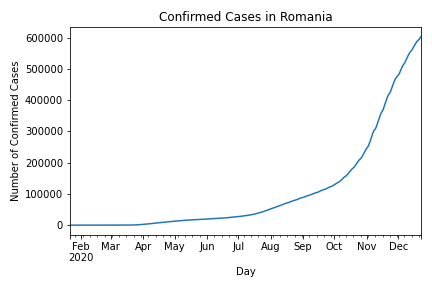 Confirmed Cases in Romania
Number of Confirmed Cases
600000
500000
400000
300000
200000
100000
0
Feb Mar Apr May Jun Jul Aug Sep Oct Nov Dec
2020
Day